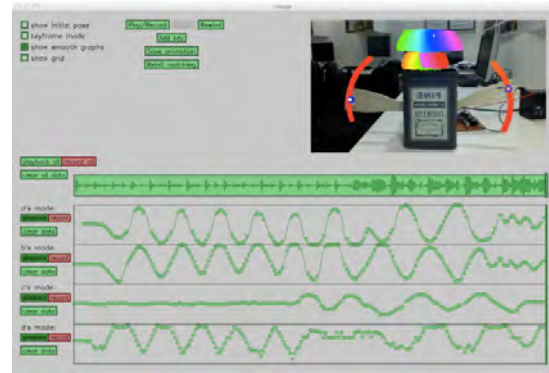 show initial pose
keyframe mode
show smooth graphs
show grid
Play/Record
Rewind
Add key
Save animation
Reset matching
playback all
record all
clear all data
a's mode:
playback
record
clear data
b's mode:
playback
record
clear data
c's mode:
playback
record
clear data
d's mode:
playback
record
clear data